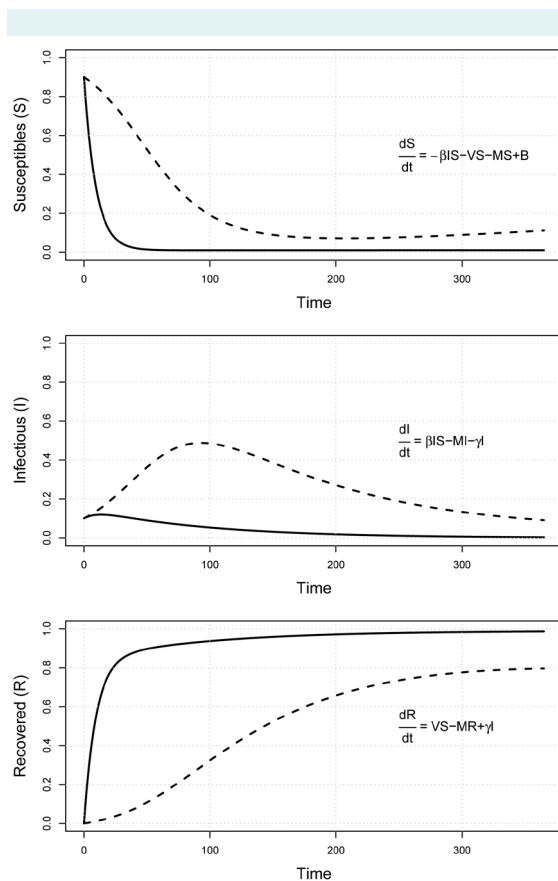 1.0
0.8
0.6
0.4
0.2
0.0
Susceptibles (S)
dS
dt
= −βIS−VS−MS+B
0 100 200 300
Time
1.0
0.8
0.6
0.4
0.2
0.0
Infectious (I)
dI
dt
= βIS−MI−γI
0 100 200 300
Time
1.0
0.8
0.6
0.4
0.2
0.0
Recovered (R)
dR
dt
= VS−MR+γI
0 100 200 300
Time